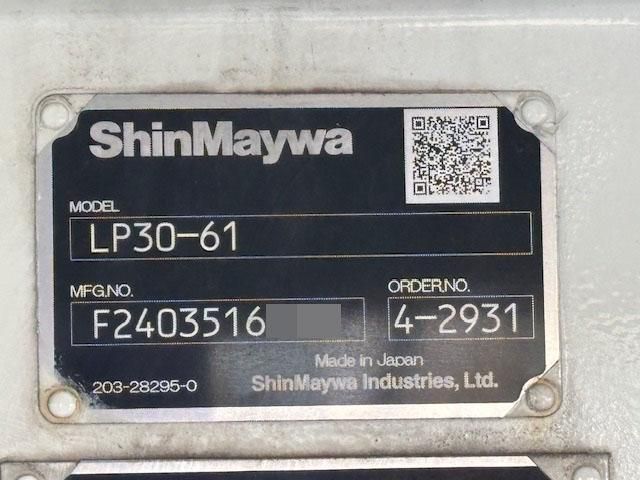 ShinMaywa
MODEL
LP30-61
MFG.NO.
F2403516
ORDER.NO.
4-2931
Made in Japan
203-28295-0
ShinMaywa Industries, Ltd.